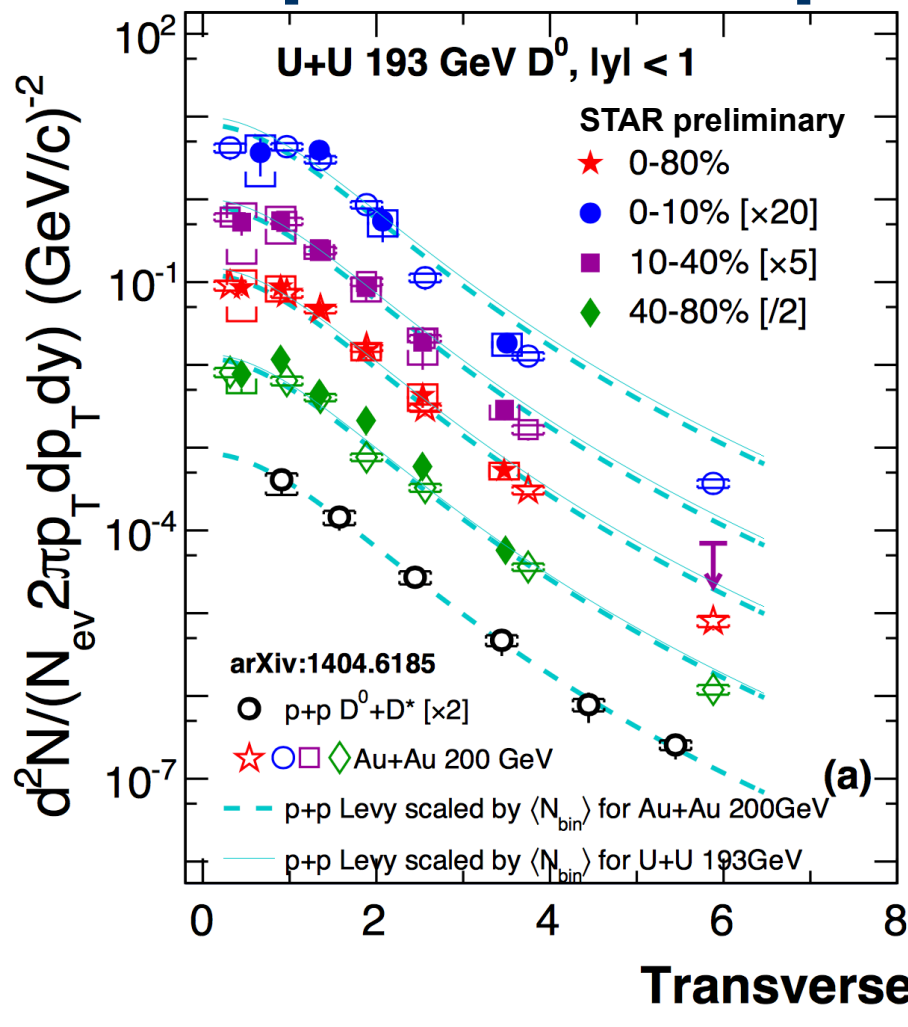 U+U 193 GeV D⁰, |y| < 1
STAR preliminary
0-80%
0-10% [×20]
10-40% [×5]
40-80% [/2]
d²N/(N_ev 2πp_T dp_T dy) (GeV/c)⁻²
10²
10⁻¹
10⁻⁴
10⁻⁷
arXiv:1404.6185
p+p D⁰+D* [×2]
Au+Au 200 GeV
p+p Levy scaled by ⟨N_bin⟩ for Au+Au 200GeV
p+p Levy scaled by ⟨N_bin⟩ for U+U 193GeV
(a)
0 2 4 6 8
Transverse